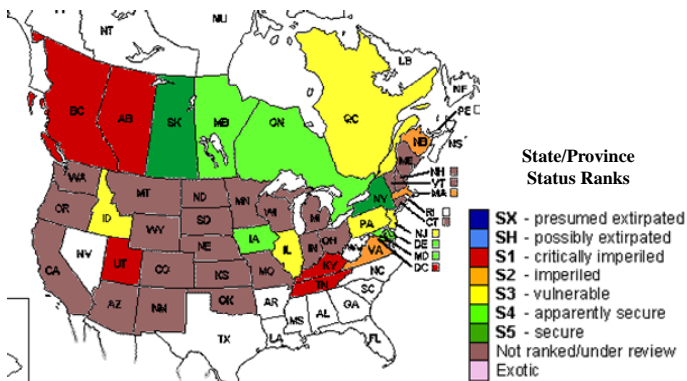 NT
NU
LB
NF
PE
BC
AB
SK
MB
ON
QC
NB
NS
ME
WA
MT
ND
MN
OR
ID
WY
SD
WI
MI
NY
NH
VT
MA
RI
CT
NJ
DE
MD
DC
NV
UT
CO
NE
IA
IL
IN
OH
PA
WV
VA
CA
KS
MO
KY
NC
TN
AZ
NM
OK
AR
SC
MS
AL
GA
TX
LA
FL
State/Province
Status Ranks
SX - presumed extirpated
SH - possibly extirpated
S1 - critically imperiled
S2 - imperiled
S3 - vulnerable
S4 - apparently secure
S5 - secure
Not ranked/under review
Exotic